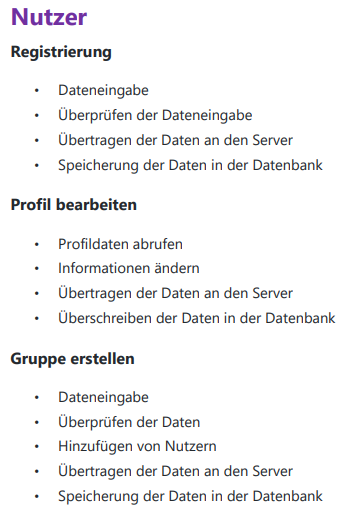 Nutzer
Registrierung
• Dateneingabe
• Überprüfen der Dateneingabe
• Übertragen der Daten an den Server
• Speicherung der Daten in der Datenbank
Profil bearbeiten
• Profildaten abrufen
• Informationen ändern
• Übertragen der Daten an den Server
• Überschreiben der Daten in der Datenbank
Gruppe erstellen
• Dateneingabe
• Überprüfen der Daten
• Hinzufügen von Nutzern
• Übertragen der Daten an den Server
• Speicherung der Daten in der Datenbank